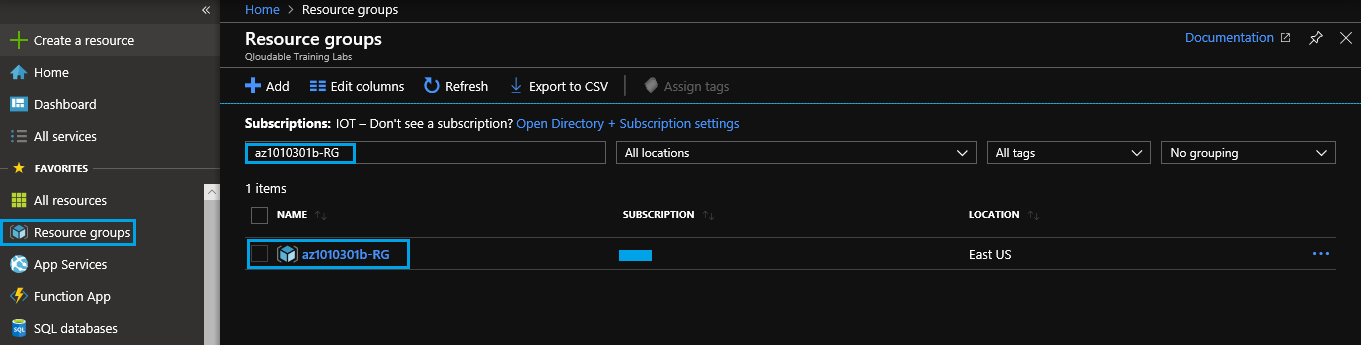 Home > Resource groups
Create a resource
Home
Dashboard
All services
FAVORITES
All resources
Resource groups
App Services
Function App
SQL databases
Resource groups
Qloudable Training Labs
Documentation
Add Edit columns Refresh Export to CSV Assign tags
Subscriptions: IOT – Don't see a subscription? Open Directory + Subscription settings
az1010301b-RG All locations All tags No grouping
1 items
NAME SUBSCRIPTION LOCATION
az1010301b-RG East US